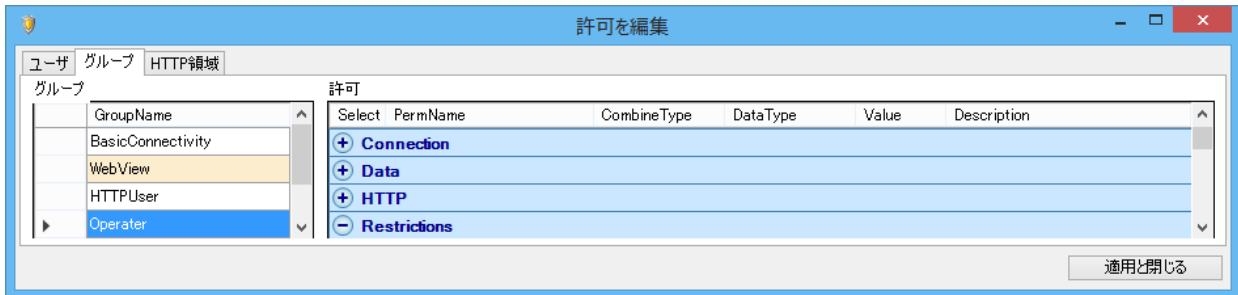 許可を編集
ユーザ グループ HTTP領域
グループ
許可
GroupName
Select PermName CombineType DataType Value Description
BasicConnectivity
Connection
WebView
Data
HTTPUser
HTTP
Operater
Restrictions
適用と閉じる